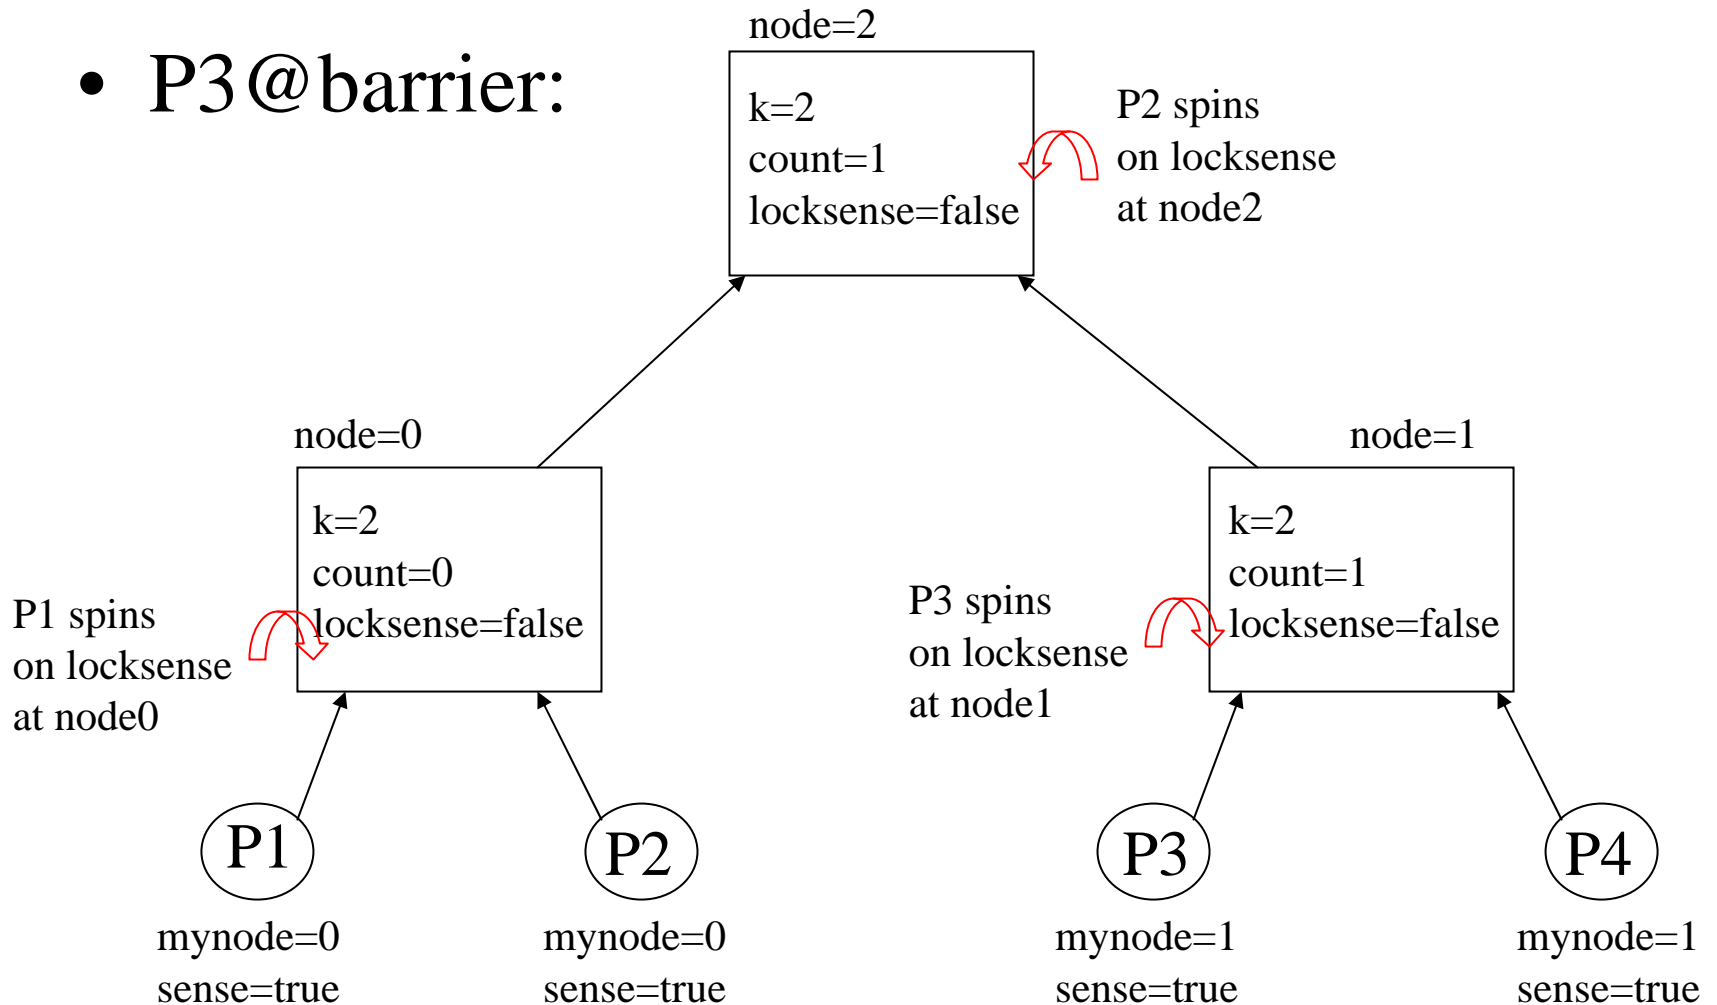 • P3@barrier:
node=2
k=2
count=1
locksense=false
P2 spins
on locksense
at node2
node=0
k=2
count=0
locksense=false
P1 spins
on locksense
at node0
node=1
k=2
count=1
locksense=false
P3 spins
on locksense
at node1
P1
mynode=0
sense=true
P2
mynode=0
sense=true
P3
mynode=1
sense=true
P4
mynode=1
sense=true